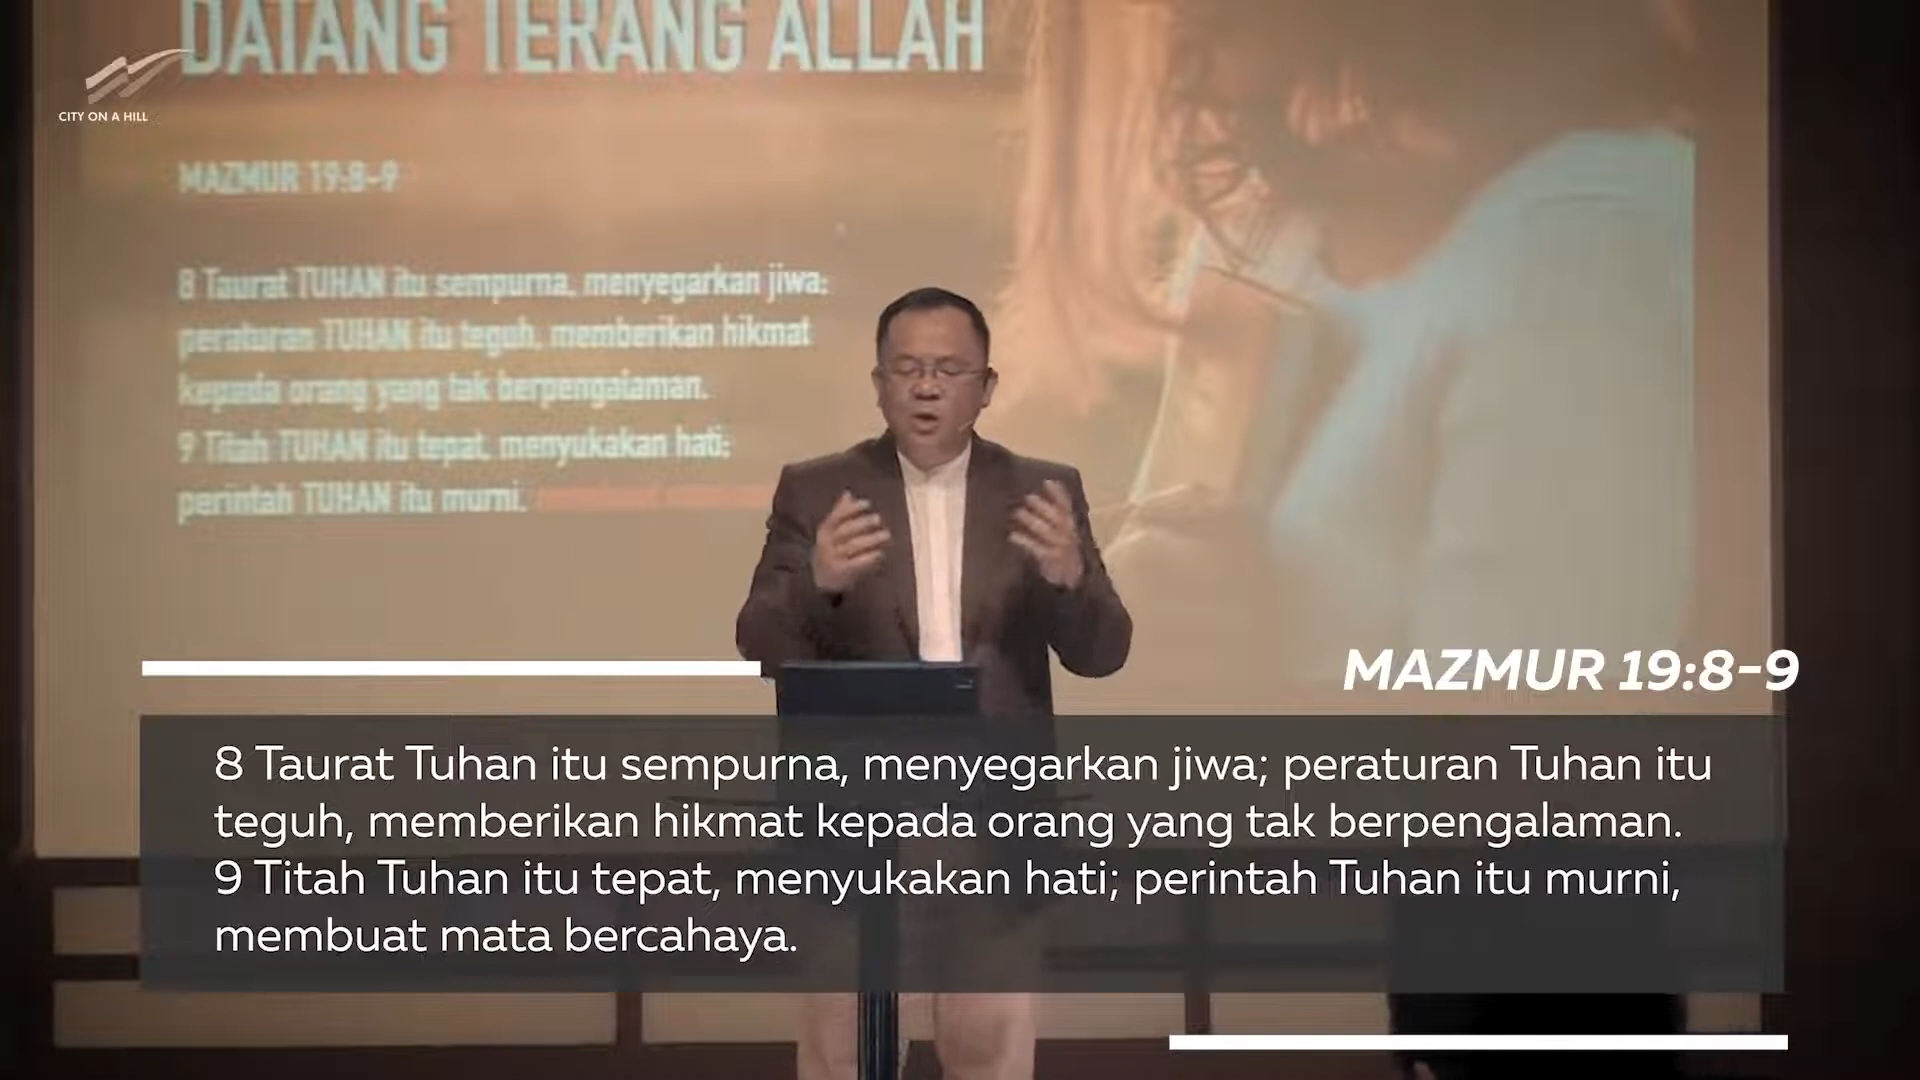 DATANG TERANG ALLAH
CITY ON A HILL
MAZMUR 19:8-9
8 Taurat TUHAN itu sempurna, menyegarkan jiwa;
peraturan TUHAN itu teguh, memberikan hikmat
kepada orang yang tak berpengalaman.
9 Titah TUHAN itu tepat, menyukakan hati;
perintah TUHAN itu murni,
MAZMUR 19:8-9
8 Taurat Tuhan itu sempurna, menyegarkan jiwa; peraturan Tuhan itu
teguh, memberikan hikmat kepada orang yang tak berpengalaman.
9 Titah Tuhan itu tepat, menyukakan hati; perintah Tuhan itu murni,
membuat mata bercahaya.